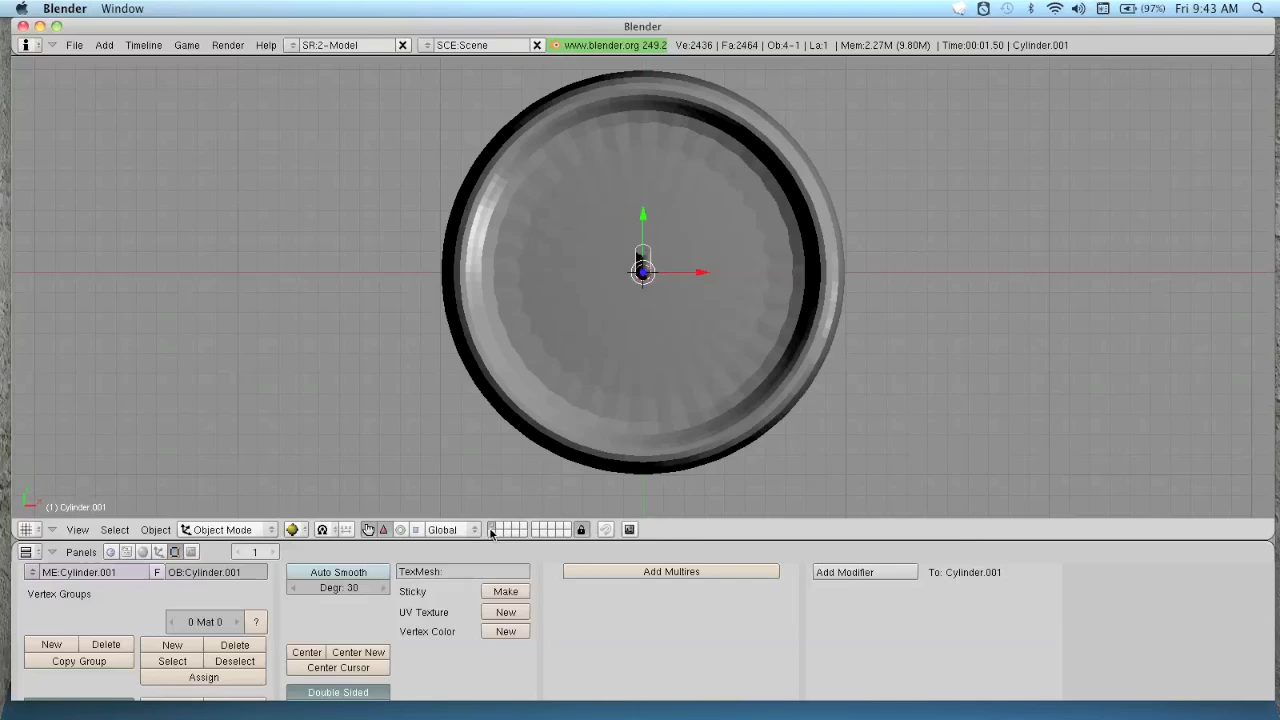 Blender Window (97%) Fri 9:43 AM
Blender
File Add Timeline Game Render Help SR:2-Model SCE:Scene www.blender.org 249.2 Ve:2436 | Fa:2464 | Ob:4-1 | La:1 | Mem:2.27M (9.80M) | Time:00:01.50 | Cylinder.001
(1) Cylinder.001
View Select Object Object Mode Global
Panels 1
ME:Cylinder.001 F OB:Cylinder.001 Auto Smooth TexMesh: Add Multires Add Modifier To: Cylinder.001
Degr: 30 Sticky Make
Vertex Groups
0 Mat 0 ? UV Texture New
Vertex Color New
New Delete New Delete Center Center New
Copy Group Select Deselect Center Cursor
Assign
Double Sided